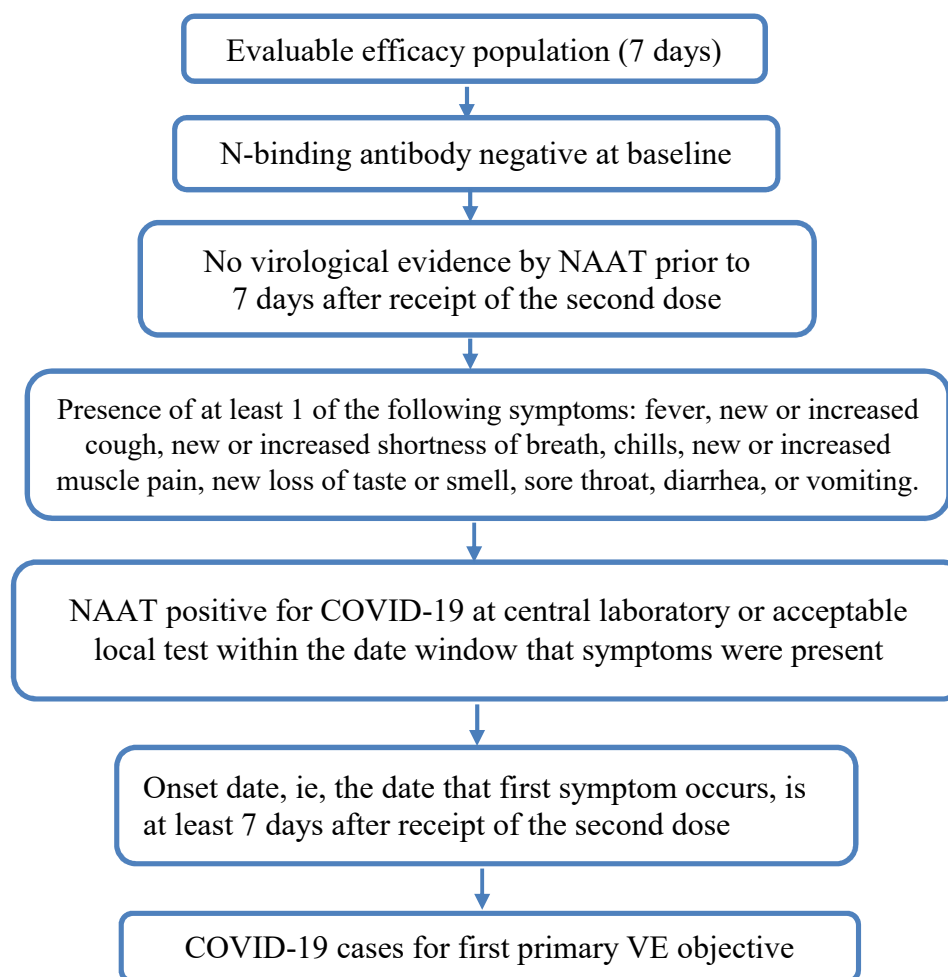 Evaluable efficacy population (7 days)
N-binding antibody negative at baseline
No virological evidence by NAAT prior to
7 days after receipt of the second dose
Presence of at least 1 of the following symptoms: fever, new or increased
cough, new or increased shortness of breath, chills, new or increased
muscle pain, new loss of taste or smell, sore throat, diarrhea, or vomiting.
NAAT positive for COVID-19 at central laboratory or acceptable
local test within the date window that symptoms were present
Onset date, ie, the date that first symptom occurs, is
at least 7 days after receipt of the second dose
COVID-19 cases for first primary VE objective